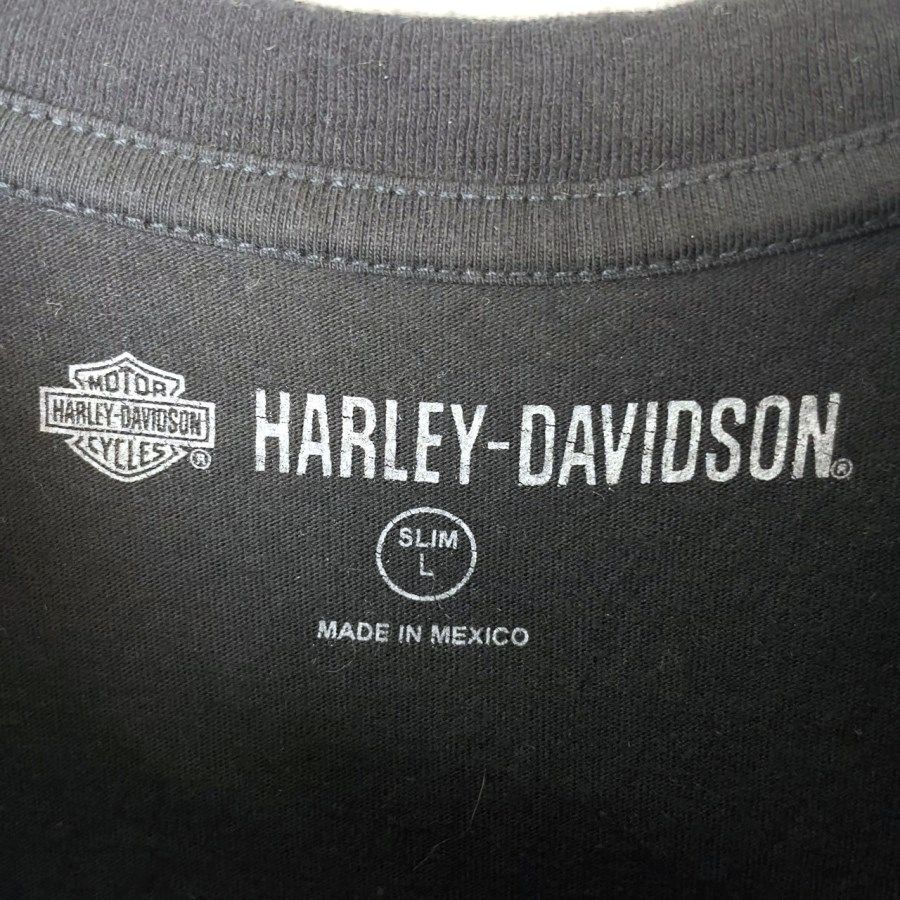 MOTOR
HARLEY-DAVIDSON
CYCLES®
HARLEY-DAVIDSON®
SLIM
L
MADE IN MEXICO